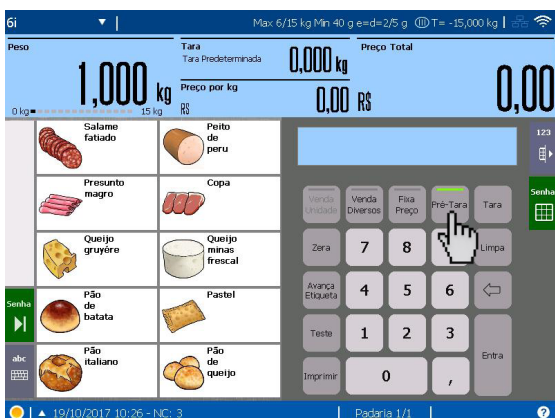 6i
Max 6/15 kg Min 40 g e=d=2/5 g T= -15,000 kg
Peso
1,000 kg
0 kg
15 kg
Tara
Tara Predeterminada
0,000 kg
Preço por kg
R$
0,00
Preço Total
R$
0,00
Salame
fatiado
Peito
de
peru
Presunto
magro
Copa
Queijo
gruyére
Queijo
minas
frescal
Pão
de
batata
Pastel
Pão
italiano
Pão
de
queijo
Senha
abc
Venda
Unidade
Venda
Diversos
Fixa
Preço
Pré-Tara
Tara
Zera
7
8
Limpa
Avança
Etiqueta
4
5
6
Teste
1
2
3
Entra
Imprimir
0
,
123
Senha
19/10/2017 10:26 - NC: 3
Padaria 1/1
?